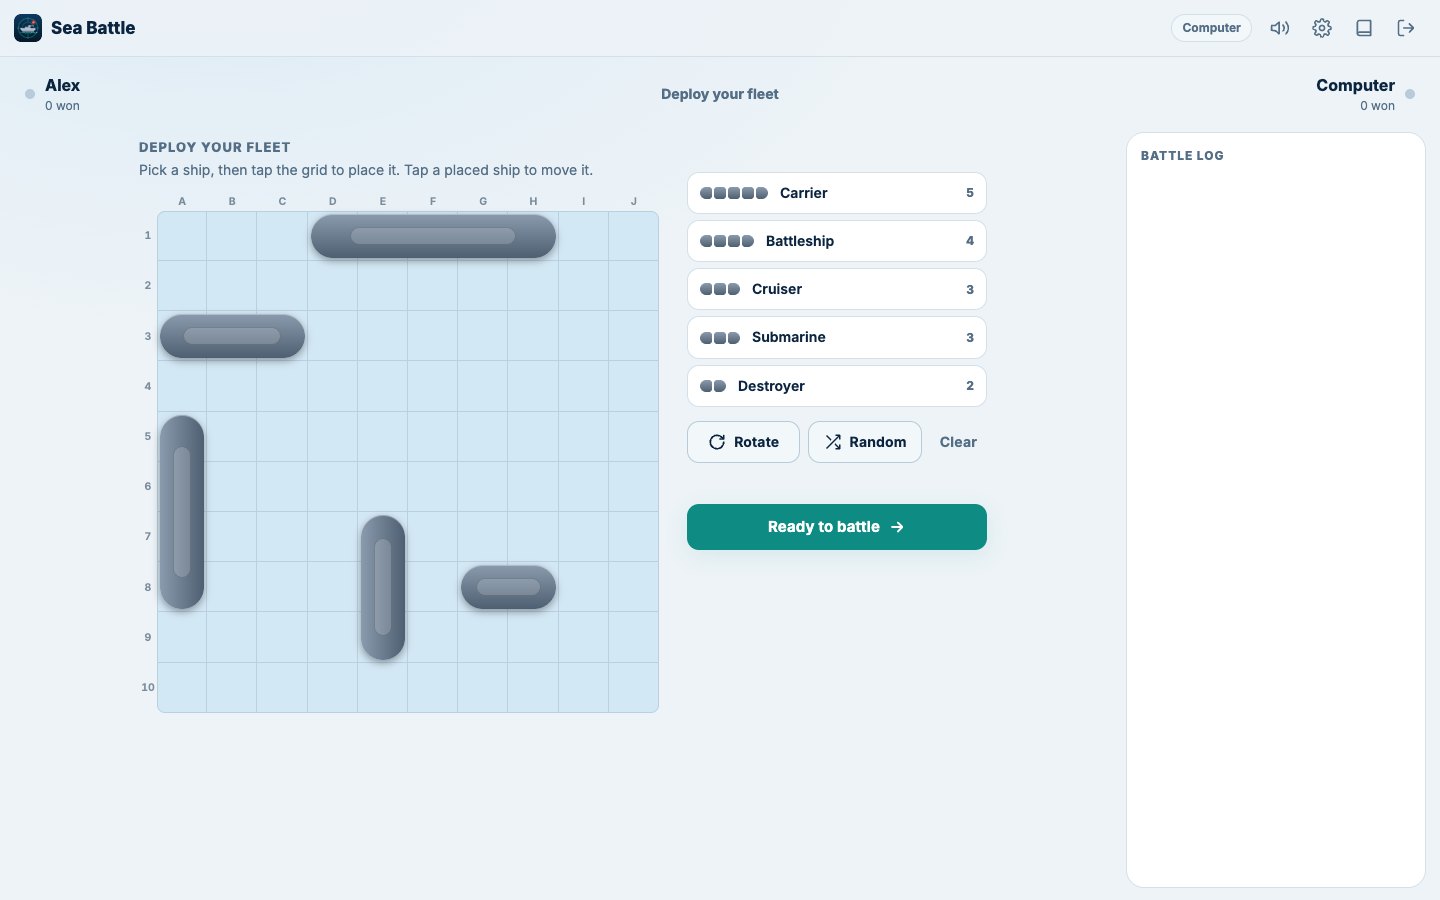 Sea Battle
Computer
Alex
0 won
Deploy your fleet
Computer
0 won
DEPLOY YOUR FLEET
Pick a ship, then tap the grid to place it. Tap a placed ship to move it.
A B C D E F G H I J
1
2
3
4
5
6
7
8
9
10
Carrier 5
Battleship 4
Cruiser 3
Submarine 3
Destroyer 2
Rotate Random Clear
Ready to battle →
BATTLE LOG